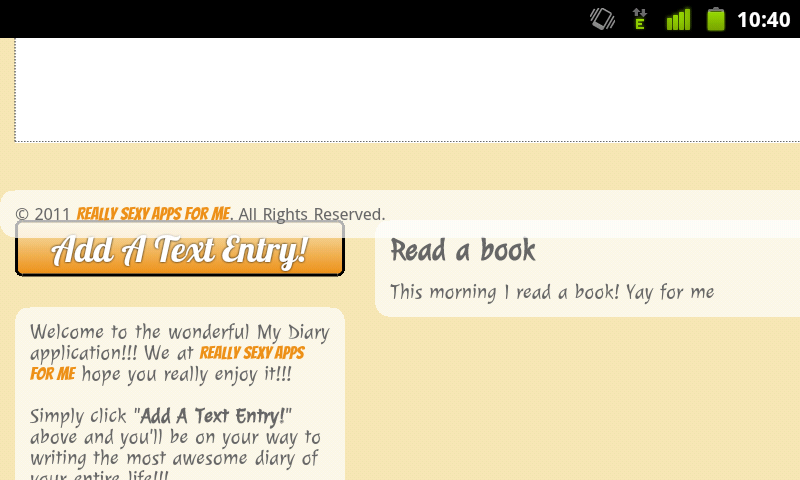 E 10:40
© 2011 REALLY SEXY APPS FOR ME. All Rights Reserved.
Add A Text Entry!
Read a book
This morning I read a book! Yay for me
Welcome to the wonderful My Diary
application!!! We at REALLY SEXY APPS
FOR ME hope you really enjoy it!!!
Simply click "Add A Text Entry!"
above and you'll be on your way to
writing the most awesome diary of
your entire life!!!